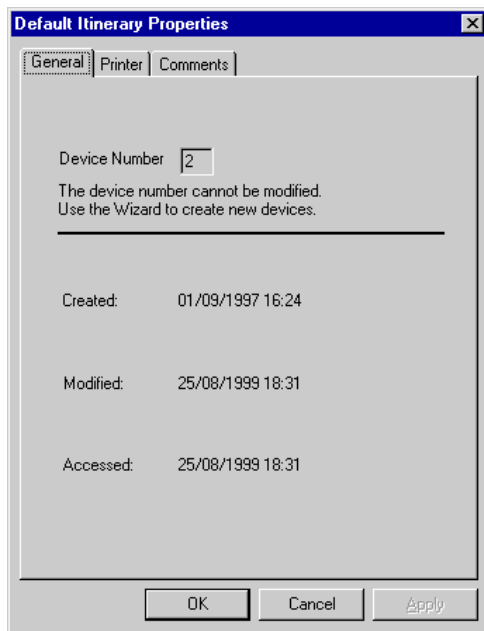 Default Itinerary Properties
General Printer Comments
Device Number 2
The device number cannot be modified.
Use the Wizard to create new devices.
Created: 01/09/1997 16:24
Modified: 25/08/1999 18:31
Accessed: 25/08/1999 18:31
OK Cancel Apply